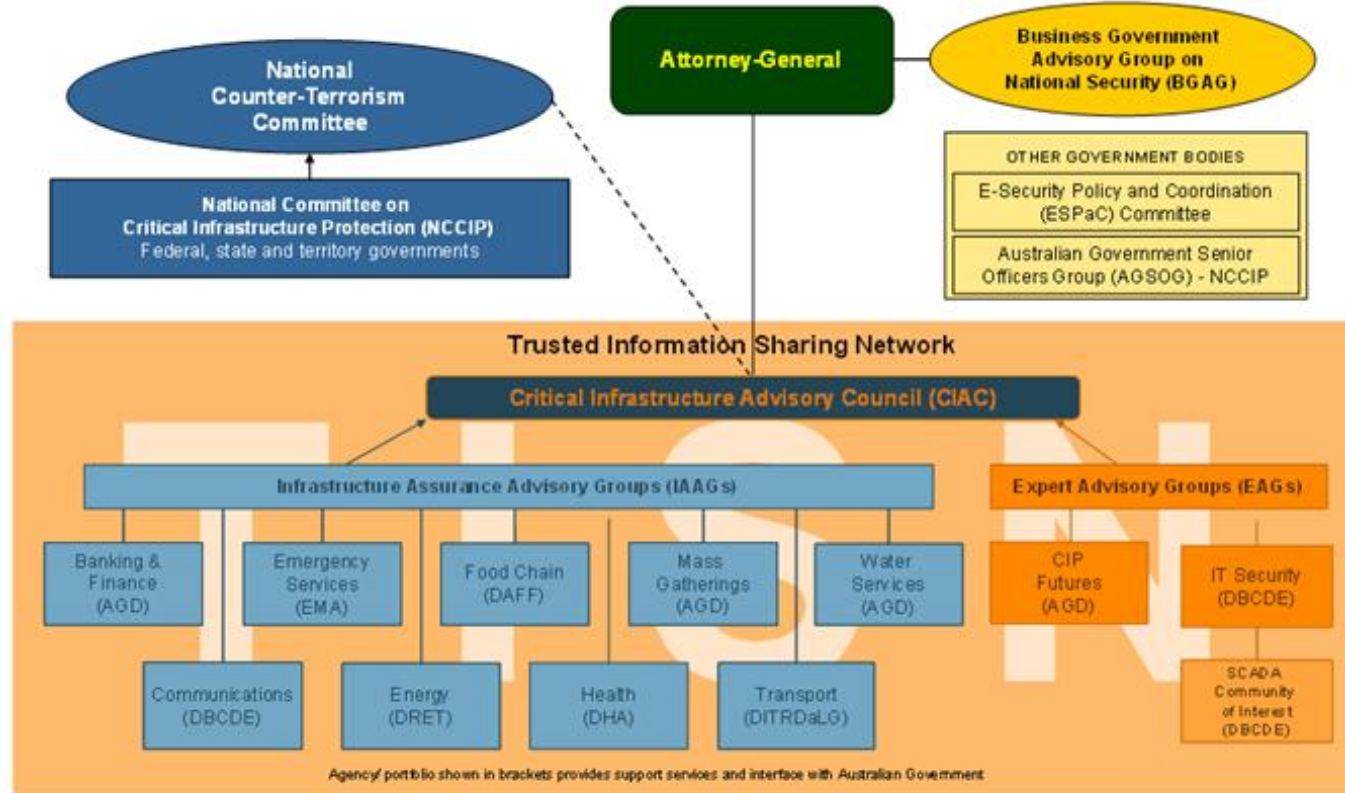 National
Counter-Terrorism
Committee
Attorney-General
Business Government
Advisory Group on
National Security (BGAG)
National Committee on
Critical Infrastructure Protection (NCCIP)
Federal, state and territory governments
OTHER GOVERNMENT BODIES
E-Security Policy and Coordination
(ESPaC) Committee
Australian Government Senior
Officers Group (AGSOG) - NCCIP
Trusted Information Sharing Network
Critical Infrastructure Advisory Council (CIAC)
TISN
Infrastructure Assurance Advisory Groups (IAAGs)
Expert Advisory Groups (EAGs)
Banking &
Finance
(AGD)
Emergency
Services
(EMA)
Food Chain
(DAFF)
Mass
Gatherings
(AGD)
Water
Services
(AGD)
CIP
Futures
(AGD)
IT Security
(DBCDE)
Communications
(DBCDE)
Energy
(DRET)
Health
(DHA)
Transport
(DITRDaLG)
SCADA
Community
of Interest
(DBCDE)
Agency/ portfolio shown in brackets provides support services and interface with Australian Government